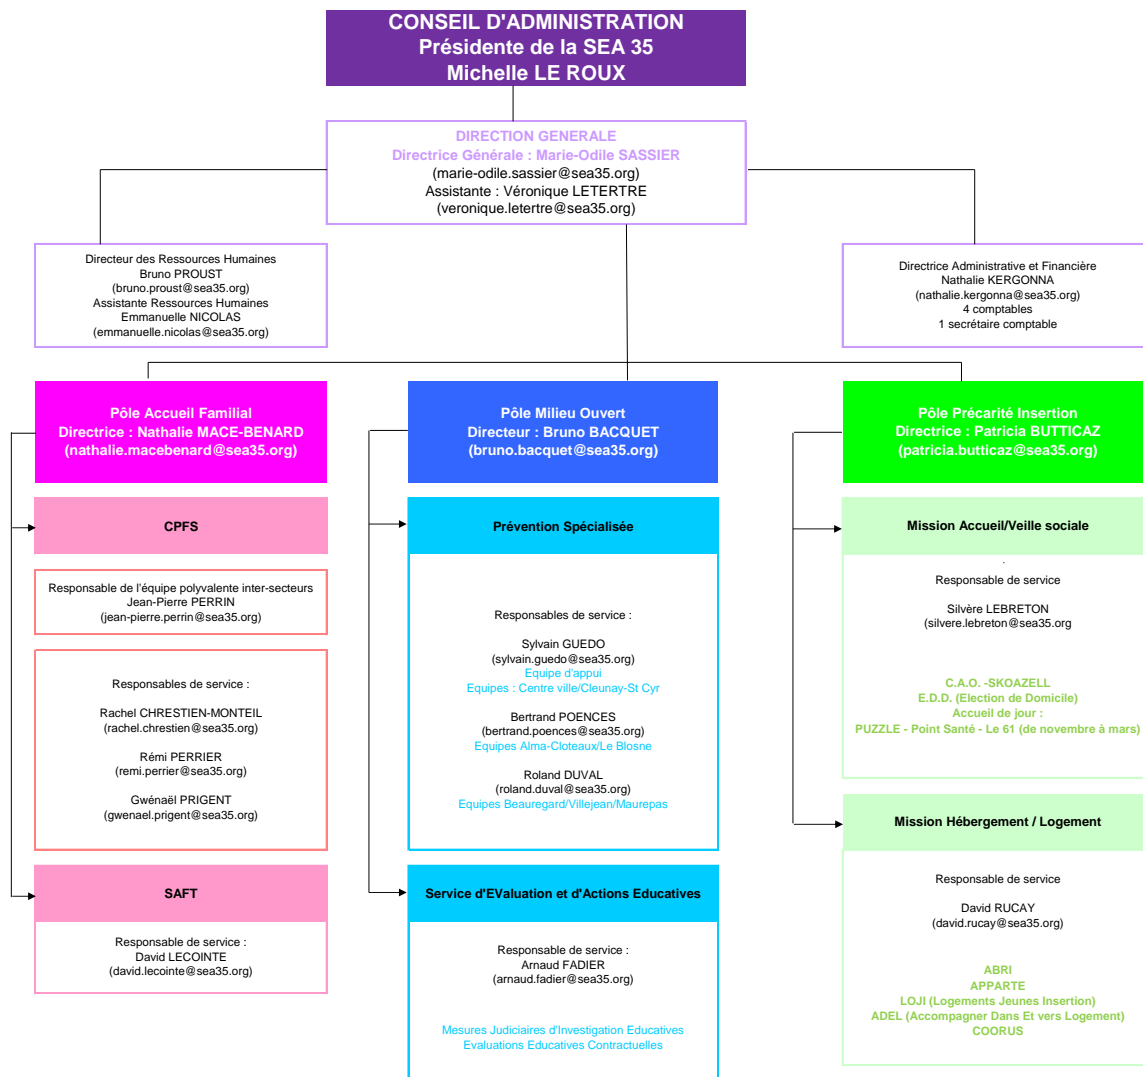 CONSEIL D'ADMINISTRATION
Présidente de la SEA 35
Michelle LE ROUX
DIRECTION GENERALE
Directrice Générale : Marie-Odile SASSIER
(marie-odile.sassier@sea35.org)
Assistante : Véronique LETERTRE
(veronique.letertre@sea35.org)
Directeur des Ressources Humaines
Bruno PROUST
(bruno.proust@sea35.org)
Assistante Ressources Humaines
Emmanuelle NICOLAS
(emmanuelle.nicolas@sea35.org)
Directrice Administrative et Financière
Nathalie KERGONNA
(nathalie.kergonna@sea35.org)
4 comptables
1 secrétaire comptable
Pôle Accueil Familial
Directrice : Nathalie MACE-BENARD
(nathalie.macebenard@sea35.org)
CPFS
Responsable de l'équipe polyvalente inter-secteurs
Jean-Pierre PERRIN
(jean-pierre.perrin@sea35.org)
Responsables de service :
Rachel CHRESTIEN-MONTEIL
(rachel.chrestien@sea35.org)
Rémi PERRIER
(remi.perrier@sea35.org)
Gwénaël PRIGENT
(gwenael.prigent@sea35.org)
SAFT
Responsable de service :
David LECOINTE
(david.lecointe@sea35.org)
Pôle Milieu Ouvert
Directeur : Bruno BACQUET
(bruno.bacquet@sea35.org)
Prévention Spécialisée
Responsables de service :
Sylvain GUEDO
(sylvain.guedo@sea35.org)
Equipe d'appui
Equipes : Centre ville/Cleunay-St Cyr
Bertrand POENCES
(bertrand.poences@sea35.org)
Equipes Alma-Cloteaux/Le Blosne
Roland DUVAL
(roland.duval@sea35.org)
Equipes Beauregard/Villejean/Maurepas
Service d'EValuation et d'Actions Educatives
Responsable de service :
Arnaud FADIER
(arnaud.fadier@sea35.org)
Mesures Judiciaires d'Investigation Educatives
Evaluations Educatives Contractuelles
Pôle Précarité Insertion
Directrice : Patricia BUTTICAZ
(patricia.butticaz@sea35.org)
Mission Accueil/Veille sociale
.
Responsable de service
Silvère LEBRETON
(silvere.lebreton@sea35.org
C.A.O. -SKOAZELL
E.D.D. (Election de Domicile)
Accueil de jour :
PUZZLE - Point Santé - Le 61 (de novembre à mars)
Mission Hébergement / Logement
Responsable de service
David RUCAY
(david.rucay@sea35.org)
ABRI
APPARTE
LOJI (Logements Jeunes Insertion)
ADEL (Accompagner Dans Et vers Logement)
COORUS